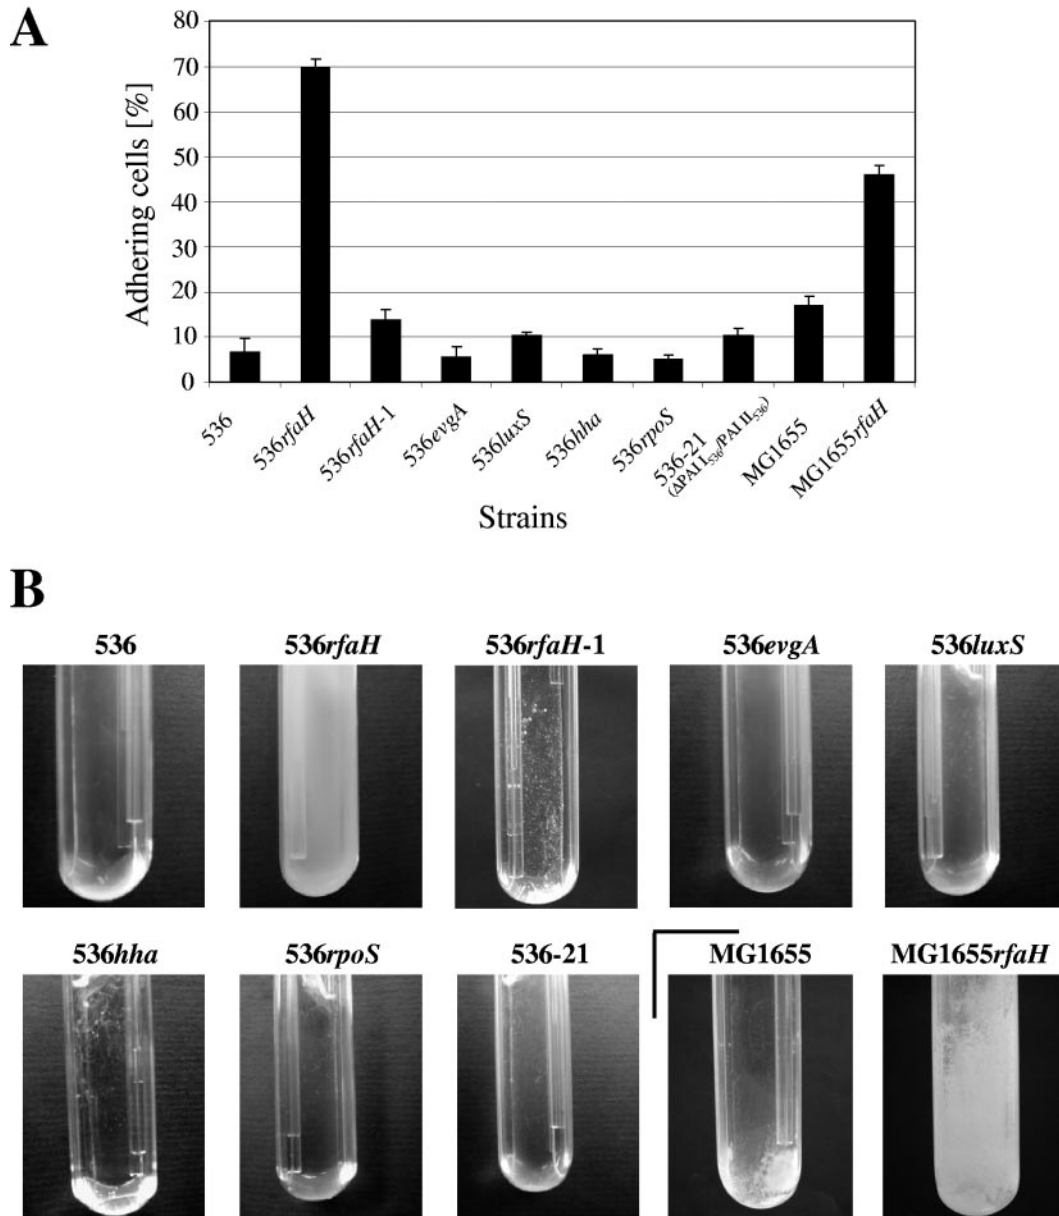 A
Adhering cells [%]
80
70
60
50
40
30
20
10
0
536
536rfaH
536rfaH-1
536evgA
536luxS
536hha
536rpoS
536-21
(ΔPAI I₅₃₆/PAI II₅₃₆)
MG1655
MG1655rfaH
Strains
B
536 536rfaH 536rfaH-1 536evgA 536luxS
536hha 536rpoS 536-21 MG1655 MG1655rfaH